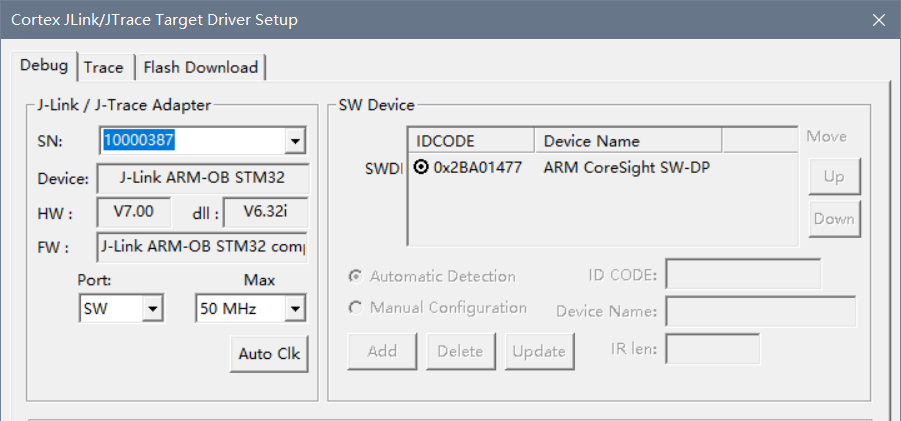 Cortex JLink/JTrace Target Driver Setup
Debug Trace Flash Download
J-Link / J-Trace Adapter
SN: 10000387
Device: J-Link ARM-OB STM32
HW : V7.00 dll : V6.32i
FW : J-Link ARM-OB STM32 comp
Port: Max
SW 50 MHz
Auto Clk
SW Device
IDCODE Device Name Move
SWDI 0x2BA01477 ARM CoreSight SW-DP
Up
Down
Automatic Detection ID CODE:
Manual Configuration Device Name:
Add Delete Update IR len: